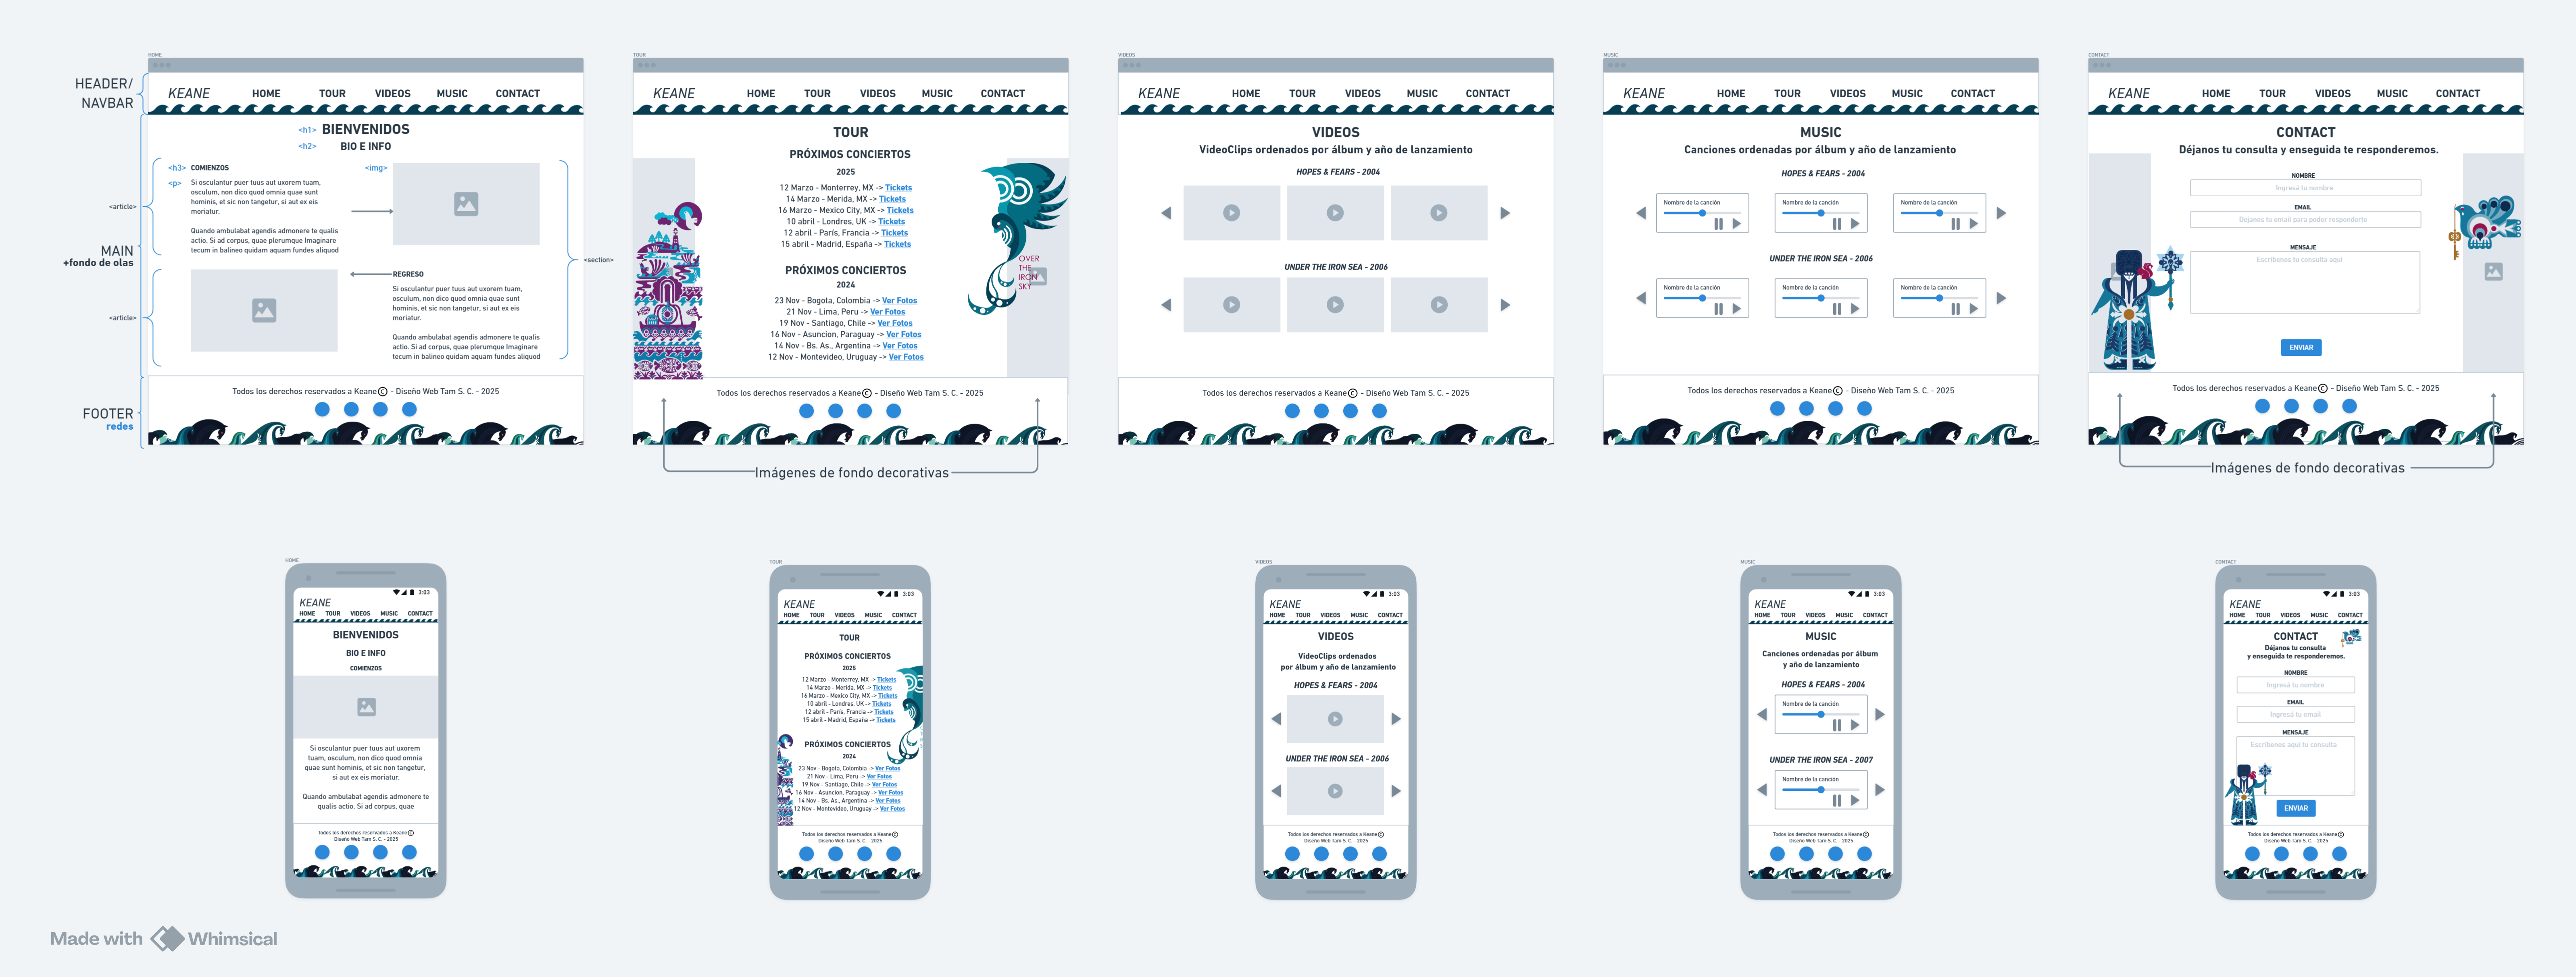 HOME
HEADER/
NAVBAR
KEANE HOME TOUR VIDEOS MUSIC CONTACT
<h1> BIENVENIDOS
<h2> BIO E INFO
<h3> COMIENZOS
<p> Si osculantur puer tuus aut uxorem tuam,
osculum, non dico quod omnia quae sunt
hominis, et sic non tangetur, si aut ex eis
moriatur.
Quando ambulabat agendis admonere te qualis
actio. Si ad corpus, quae plerumque Imaginare
tecum in balineo quidam aquam fundes aliquod
<img>
<article>
MAIN
+fondo de olas
<article>
<section>
REGRESO
Si osculantur puer tuus aut uxorem tuam,
osculum, non dico quod omnia quae sunt
hominis, et sic non tangetur, si aut ex eis
moriatur.
Quando ambulabat agendis admonere te qualis
actio. Si ad corpus, quae plerumque Imaginare
tecum in balineo quidam aquam fundes aliquod
FOOTER
redes
Todos los derechos reservados a Keane © - Diseño Web Tam S. C. - 2025
TOUR
KEANE HOME TOUR VIDEOS MUSIC CONTACT
TOUR
PRÓXIMOS CONCIERTOS
2025
12 Marzo - Monterrey, MX -> Tickets
14 Marzo - Merida, MX -> Tickets
16 Marzo - Mexico City, MX -> Tickets
10 abril - Londres, UK -> Tickets
12 abril - París, Francia -> Tickets
15 abril - Madrid, España -> Tickets
OVER
THE
IRON
SKY
PRÓXIMOS CONCIERTOS
2024
23 Nov - Bogota, Colombia -> Ver Fotos
21 Nov - Lima, Peru -> Ver Fotos
19 Nov - Santiago, Chile -> Ver Fotos
16 Nov - Asuncion, Paraguay -> Ver Fotos
14 Nov - Bs. As., Argentina -> Ver Fotos
12 Nov - Montevideo, Uruguay -> Ver Fotos
Todos los derechos reservados a Keane © - Diseño Web Tam S. C. - 2025
Imágenes de fondo decorativas
VIDEOS
KEANE HOME TOUR VIDEOS MUSIC CONTACT
VIDEOS
VideoClips ordenados por álbum y año de lanzamiento
HOPES & FEARS - 2004
UNDER THE IRON SEA - 2006
Todos los derechos reservados a Keane © - Diseño Web Tam S. C. - 2025
MUSIC
KEANE HOME TOUR VIDEOS MUSIC CONTACT
MUSIC
Canciones ordenadas por álbum y año de lanzamiento
HOPES & FEARS - 2004
Nombre de la canción Nombre de la canción Nombre de la canción
UNDER THE IRON SEA - 2006
Nombre de la canción Nombre de la canción Nombre de la canción
Todos los derechos reservados a Keane © - Diseño Web Tam S. C. - 2025
CONTACT
KEANE HOME TOUR VIDEOS MUSIC CONTACT
CONTACT
Déjanos tu consulta y enseguida te responderemos.
NOMBRE
Ingresá tu nombre
EMAIL
Dejanos tu email para poder responderte
MENSAJE
Escribenos tu consulta aquí
ENVIAR
Todos los derechos reservados a Keane © - Diseño Web Tam S. C. - 2025
Imágenes de fondo decorativas
HOME
3:03
KEANE
HOME TOUR VIDEOS MUSIC CONTACT
BIENVENIDOS
BIO E INFO
COMIENZOS
Si osculantur puer tuus aut uxorem
tuam, osculum, non dico quod omnia
quae sunt hominis, et sic non tangetur,
si aut ex eis moriatur.
Quando ambulabat agendis admonere te
qualis actio. Si ad corpus, quae
Todos los derechos reservados a Keane ©
Diseño Web Tam S. C. - 2025
TOUR
3:03
KEANE
HOME TOUR VIDEOS MUSIC CONTACT
TOUR
PRÓXIMOS CONCIERTOS
2025
12 Marzo - Monterrey, MX -> Tickets
14 Marzo - Merida, MX -> Tickets
16 Marzo - Mexico City, MX -> Tickets
10 abril - Londres, UK -> Tickets
12 abril - París, Francia -> Tickets
15 abril - Madrid, España -> Tickets
PRÓXIMOS CONCIERTOS
2024
23 Nov - Bogota, Colombia -> Ver Fotos
21 Nov - Lima, Peru -> Ver Fotos
19 Nov - Santiago, Chile -> Ver Fotos
16 Nov - Asuncion, Paraguay -> Ver Fotos
14 Nov - Bs. As., Argentina -> Ver Fotos
12 Nov - Montevideo, Uruguay -> Ver Fotos
Todos los derechos reservados a Keane ©
Diseño Web Tam S. C. - 2025
VIDEOS
3:03
KEANE
HOME TOUR VIDEOS MUSIC CONTACT
VIDEOS
VideoClips ordenados
por álbum y año de lanzamiento
HOPES & FEARS - 2004
UNDER THE IRON SEA - 2006
Todos los derechos reservados a Keane ©
Diseño Web Tam S. C. - 2025
MUSIC
3:03
KEANE
HOME TOUR VIDEOS MUSIC CONTACT
MUSIC
Canciones ordenadas por álbum
y año de lanzamiento
HOPES & FEARS - 2004
Nombre de la canción
UNDER THE IRON SEA - 2007
Nombre de la canción
Todos los derechos reservados a Keane ©
Diseño Web Tam S. C. - 2025
CONTACT
3:03
KEANE
HOME TOUR VIDEOS MUSIC CONTACT
CONTACT
Déjanos tu consulta
y enseguida te responderemos.
NOMBRE
Ingresá tu nombre
EMAIL
Ingresá tu email
MENSAJE
Escribenos aquí tu consulta
ENVIAR
Todos los derechos reservados a Keane ©
Diseño Web Tam S. C. - 2025
Made with Whimsical